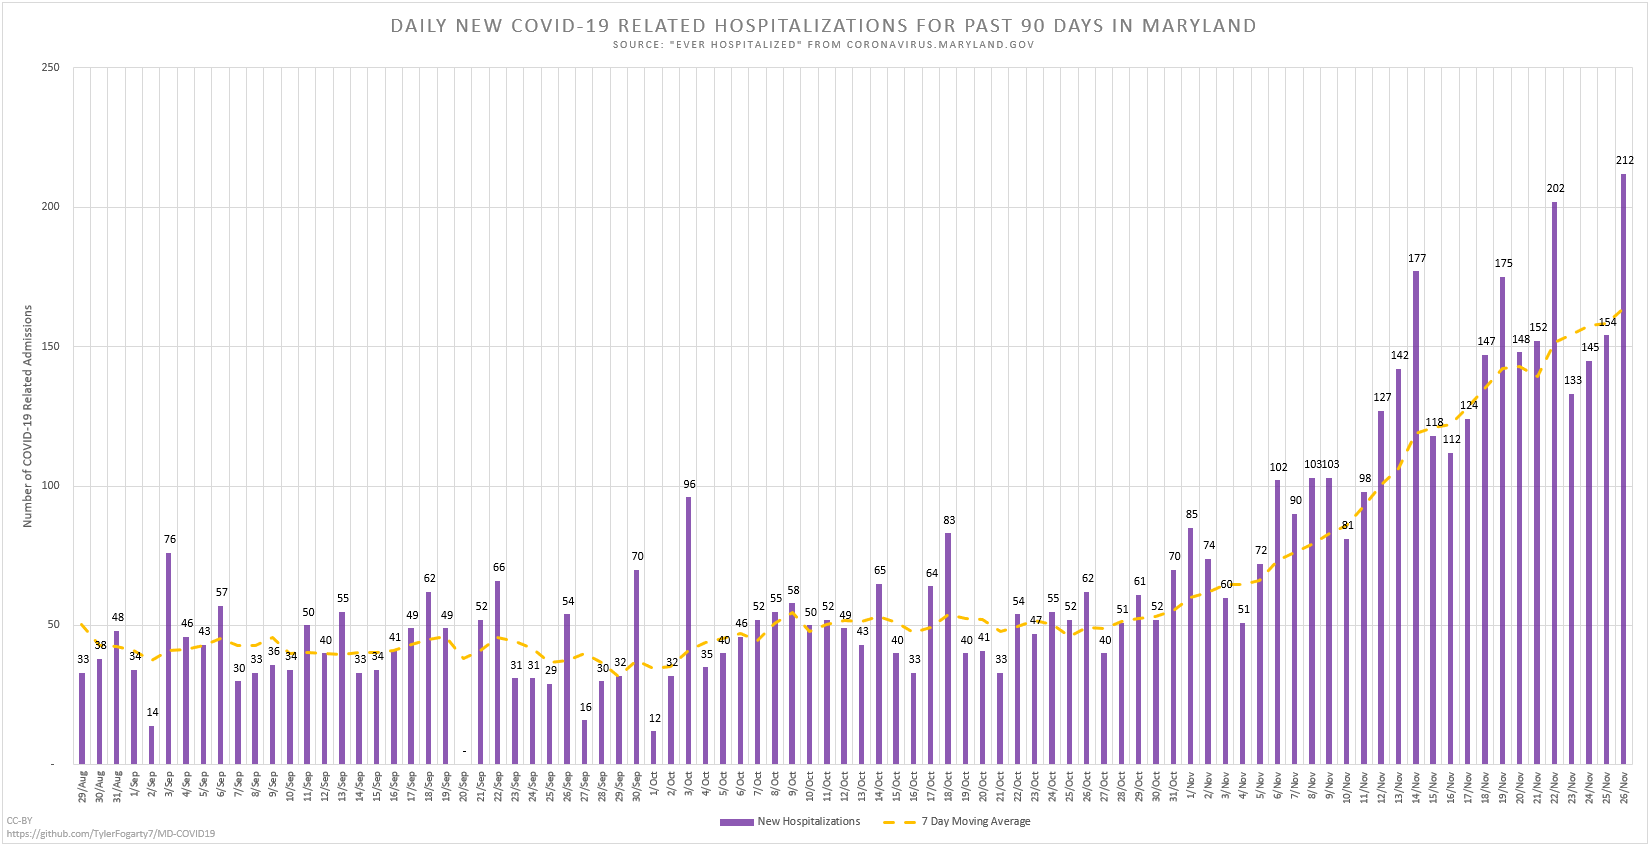 DAILY NEW COVID-19 RELATED HOSPITALIZATIONS FOR PAST 90 DAYS IN MARYLAND
SOURCE: "EVER HOSPITALIZED" FROM CORONAVIRUS.MARYLAND.GOV
Number of COVID-19 Related Admissions
250
200
150
100
50
-
33 38 48 34 14 76 46 43 57 30 33 36 34 50 40 55 33 34 41 49 62 49 - 52 66 31 31 29 54 16 30 32 70 12 32 96 35 40 46 52 55 58 50 52 49 43 65 40 33 64 83 40 41 33 54 47 55 52 62 40 51 61 52 70 85 74 60 51 72 102 90 103 103 81 98 127 142 177 118 112 124 147 175 148 152 202 133 145 154 212
29/Aug 30/Aug 31/Aug 1/Sep 2/Sep 3/Sep 4/Sep 5/Sep 6/Sep 7/Sep 8/Sep 9/Sep 10/Sep 11/Sep 12/Sep 13/Sep 14/Sep 15/Sep 16/Sep 17/Sep 18/Sep 19/Sep 20/Sep 21/Sep 22/Sep 23/Sep 24/Sep 25/Sep 26/Sep 27/Sep 28/Sep 29/Sep 30/Sep 1/Oct 2/Oct 3/Oct 4/Oct 5/Oct 6/Oct 7/Oct 8/Oct 9/Oct 10/Oct 11/Oct 12/Oct 13/Oct 14/Oct 15/Oct 16/Oct 17/Oct 18/Oct 19/Oct 20/Oct 21/Oct 22/Oct 23/Oct 24/Oct 25/Oct 26/Oct 27/Oct 28/Oct 29/Oct 30/Oct 31/Oct 1/Nov 2/Nov 3/Nov 4/Nov 5/Nov 6/Nov 7/Nov 8/Nov 9/Nov 10/Nov 11/Nov 12/Nov 13/Nov 14/Nov 15/Nov 16/Nov 17/Nov 18/Nov 19/Nov 20/Nov 21/Nov 22/Nov 23/Nov 24/Nov 25/Nov 26/Nov
New Hospitalizations 7 Day Moving Average
CC-BY
https://github.com/TylerFogarty7/MD-COVID19